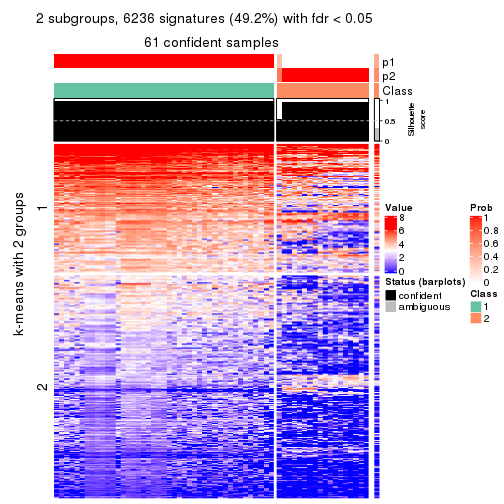 2 subgroups, 6236 signatures (49.2%) with fdr < 0.05
61 confident samples
p1
p2
Class
1
0.5
0
Silhouette
score
k-means with 2 groups
1
2
Value
8
6
4
2
0
Prob
1
0.8
0.6
0.4
0.2
0
Status (barplots)
confident
ambiguous
Class
1
2